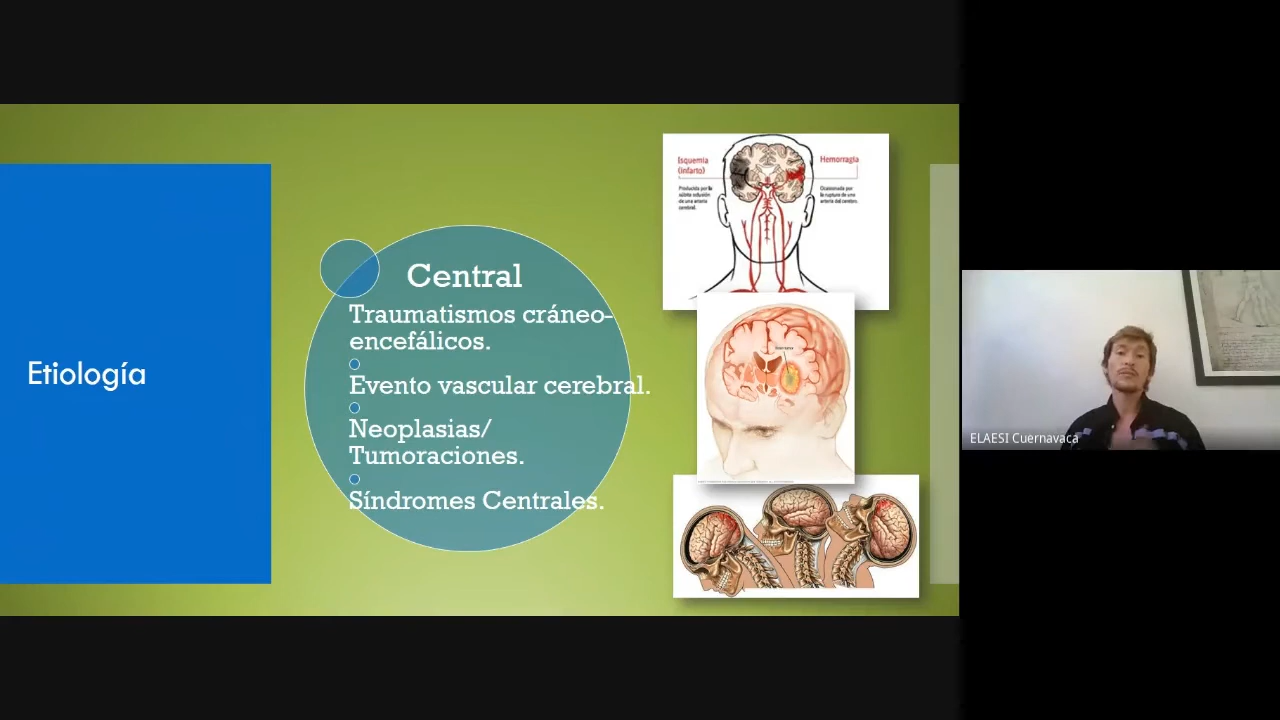 Etiología
Central
Traumatismos cráneo-
encefálicos.
Evento vascular cerebral.
Neoplasias/
Tumoraciones.
Síndromes Centrales.
Isquemia
(infarto)
Producida por la
súbita oclusión
de una arteria
cerebral.
Hemorragia
Ocasionada por
la ruptura de una
arteria del cerebro.
ELAESI Cuernavaca